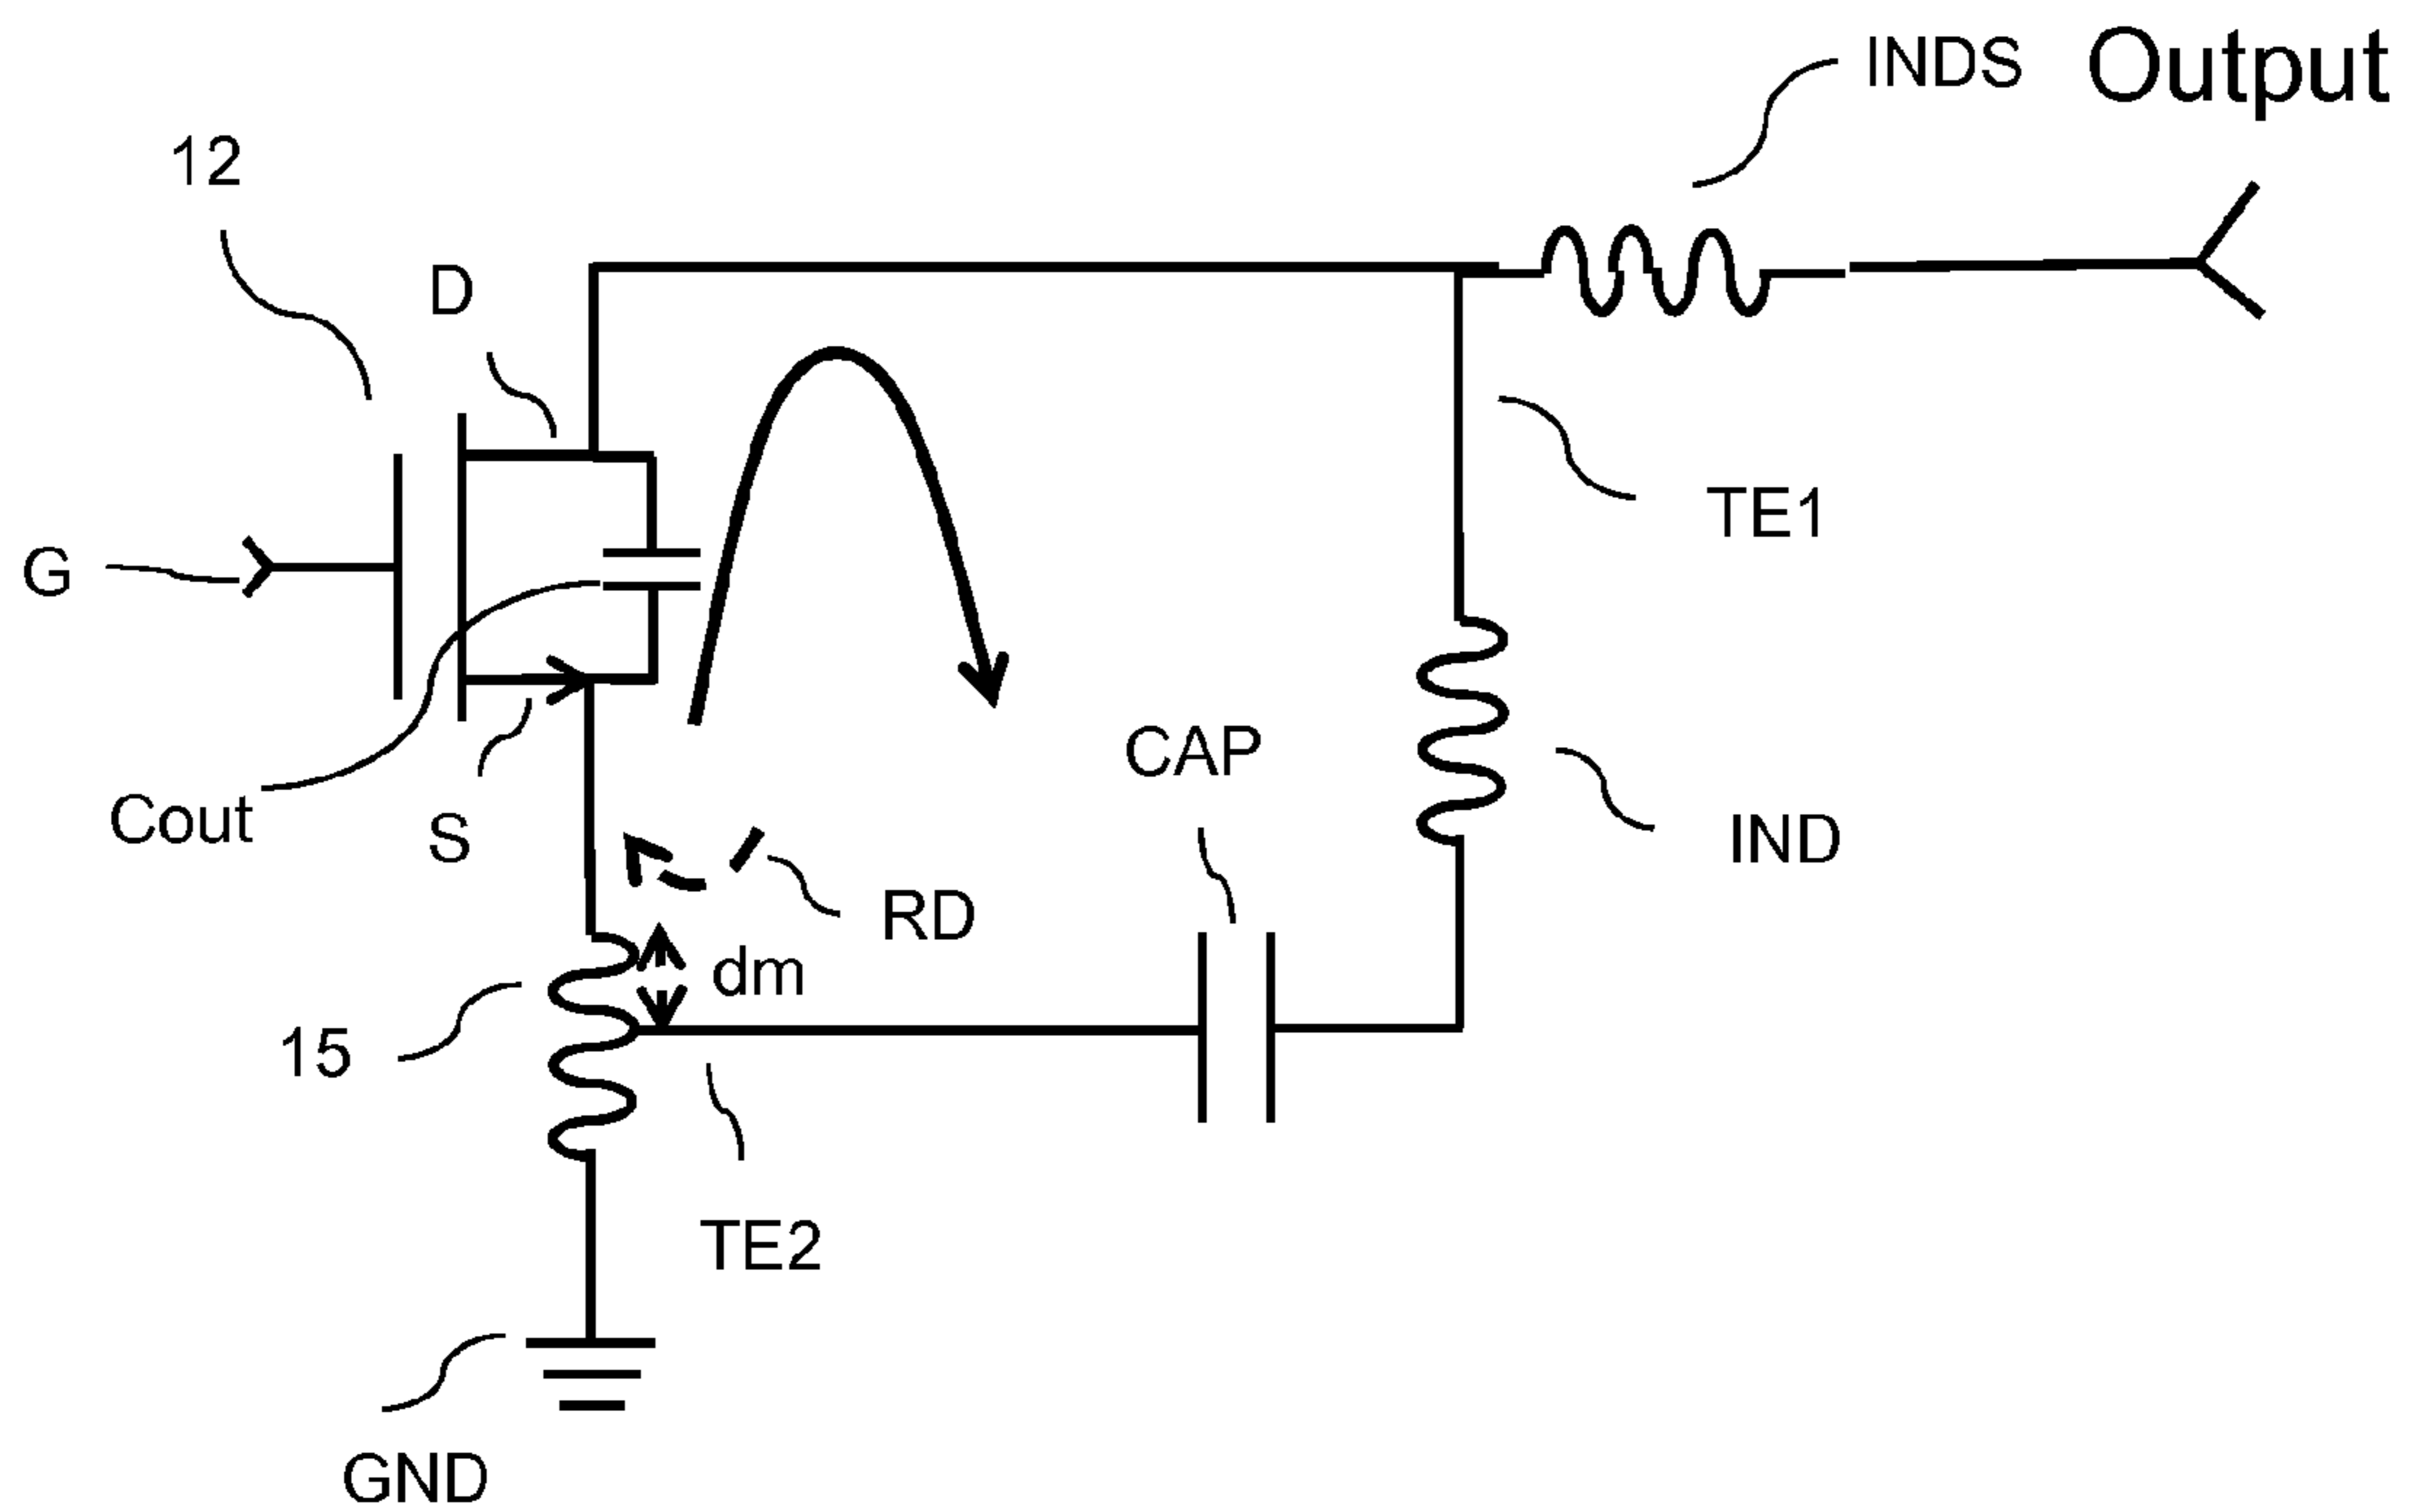 INDS
Output
12
D
TE1
G
CAP
Cout
S
IND
RD
dm
15
TE2
GND